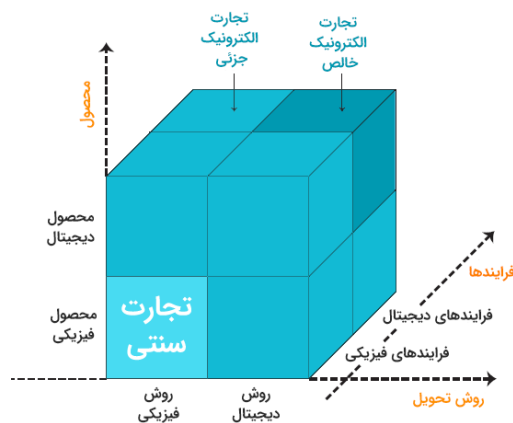 تجارت
الکترونیک
جزئی
تجارت
الکترونیک
خالص
محصول
محصول
دیجیتال
محصول
فیزیکی
تجارت
سنتی
فرایندها
فرایندهای دیجیتال
فرایندهای فیزیکی
روش
فیزیکی
روش
دیجیتال
روش تحویل